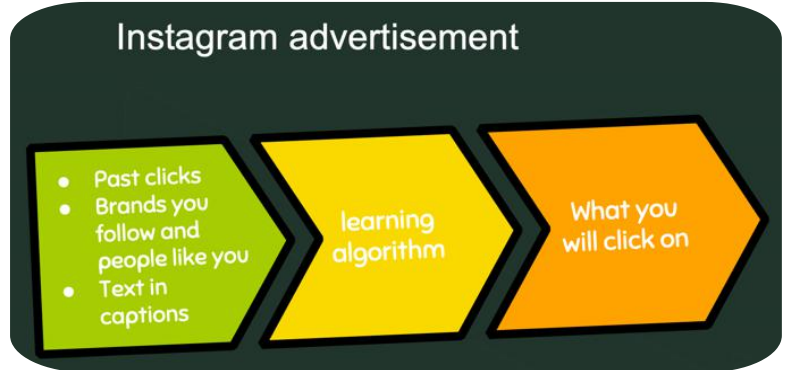 Instagram advertisement
● Past clicks
● Brands you
follow and
people like you
● Text in
captions
learning
algorithm
What you
will click on